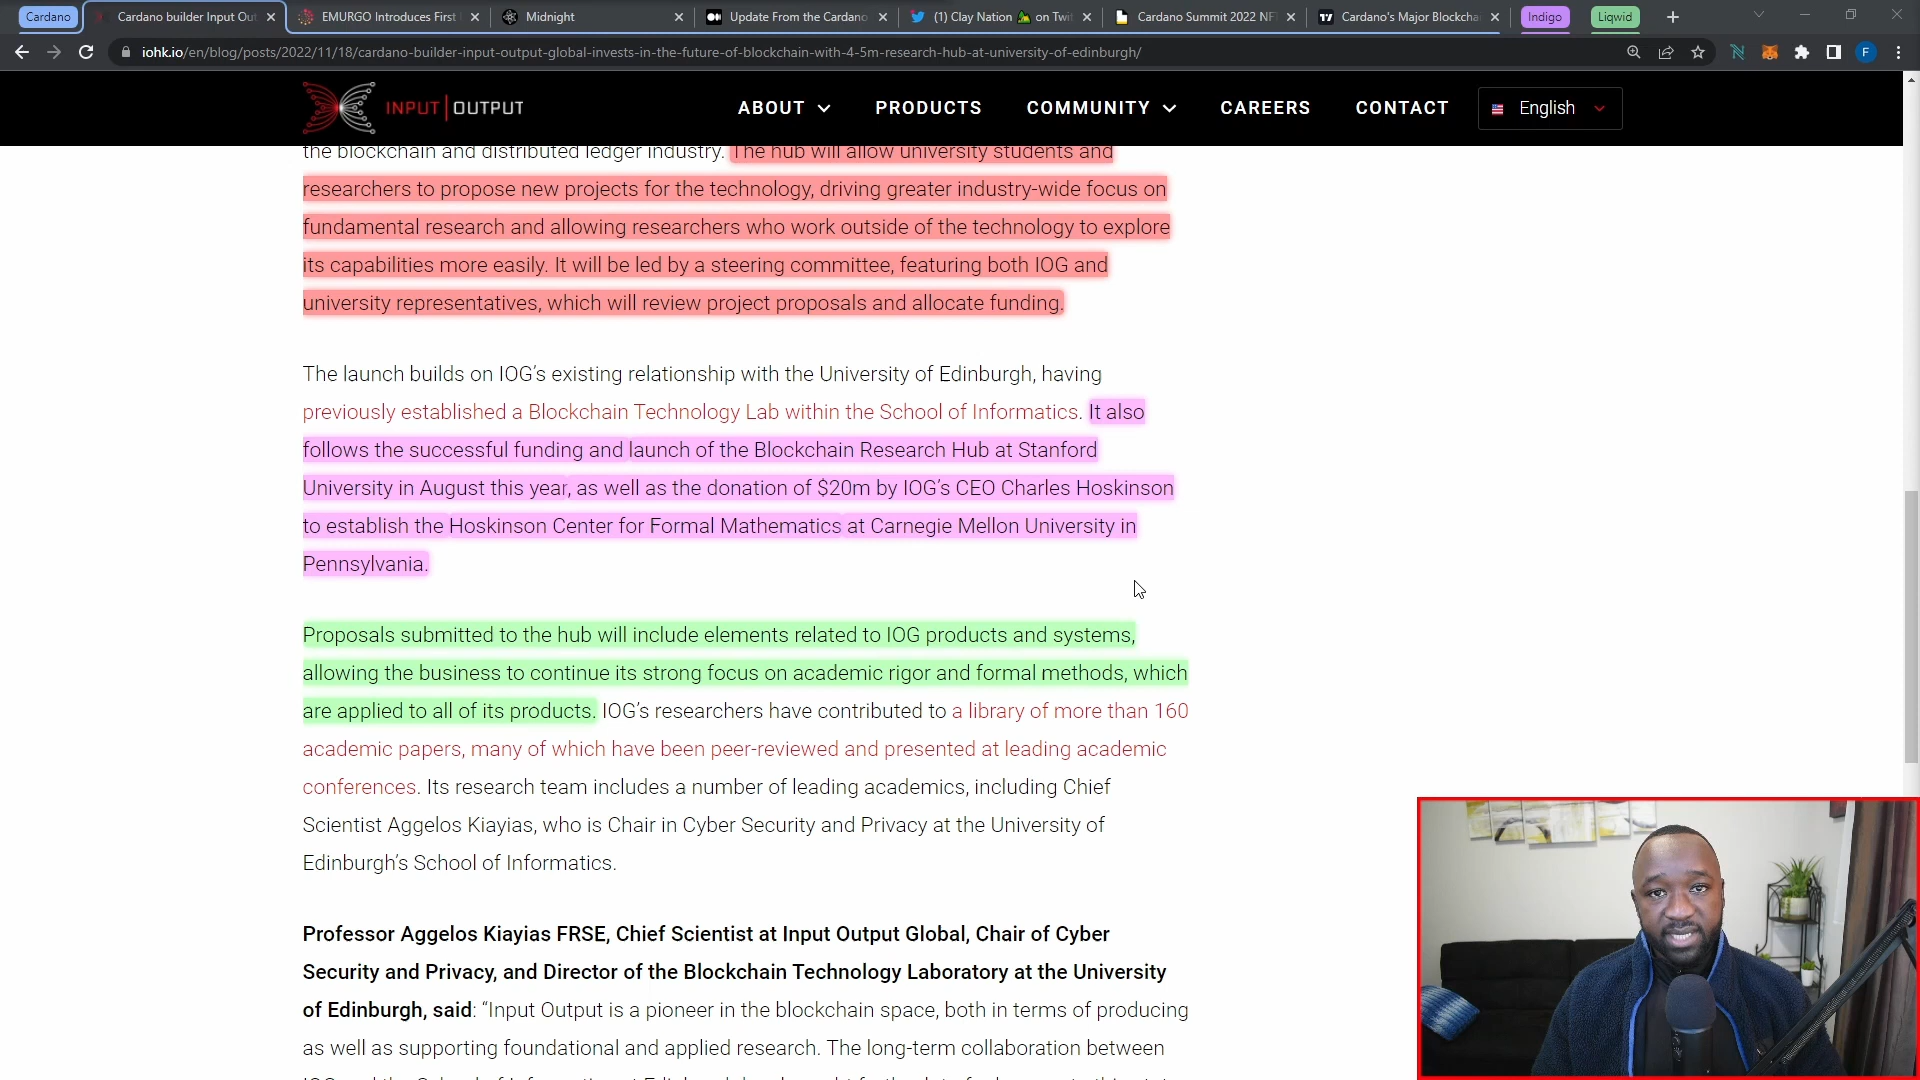 Cardano
Cardano builder Input Out
EMURGO Introduces First
Midnight
Update From the Cardano
(1) Clay Nation on Twit
Cardano Summit 2022 NF
Cardano's Major Blockcha
Indigo
Liqwid
iohk.io/en/blog/posts/2022/11/18/cardano-builder-input-output-global-invests-in-the-future-of-blockchain-with-4-5m-research-hub-at-university-of-edinburgh/
F
INPUT | OUTPUT
ABOUT
PRODUCTS
COMMUNITY
CAREERS
CONTACT
English
the blockchain and distributed ledger industry. The hub will allow university students and
researchers to propose new projects for the technology, driving greater industry-wide focus on
fundamental research and allowing researchers who work outside of the technology to explore
its capabilities more easily. It will be led by a steering committee, featuring both IOG and
university representatives, which will review project proposals and allocate funding.
The launch builds on IOG’s existing relationship with the University of Edinburgh, having
previously established a Blockchain Technology Lab within the School of Informatics. It also
follows the successful funding and launch of the Blockchain Research Hub at Stanford
University in August this year, as well as the donation of $20m by IOG’s CEO Charles Hoskinson
to establish the Hoskinson Center for Formal Mathematics at Carnegie Mellon University in
Pennsylvania.
Proposals submitted to the hub will include elements related to IOG products and systems,
allowing the business to continue its strong focus on academic rigor and formal methods, which
are applied to all of its products. IOG’s researchers have contributed to a library of more than 160
academic papers, many of which have been peer-reviewed and presented at leading academic
conferences. Its research team includes a number of leading academics, including Chief
Scientist Aggelos Kiayias, who is Chair in Cyber Security and Privacy at the University of
Edinburgh’s School of Informatics.
Professor Aggelos Kiayias FRSE, Chief Scientist at Input Output Global, Chair of Cyber
Security and Privacy, and Director of the Blockchain Technology Laboratory at the University
of Edinburgh, said: “Input Output is a pioneer in the blockchain space, both in terms of producing
as well as supporting foundational and applied research. The long-term collaboration between